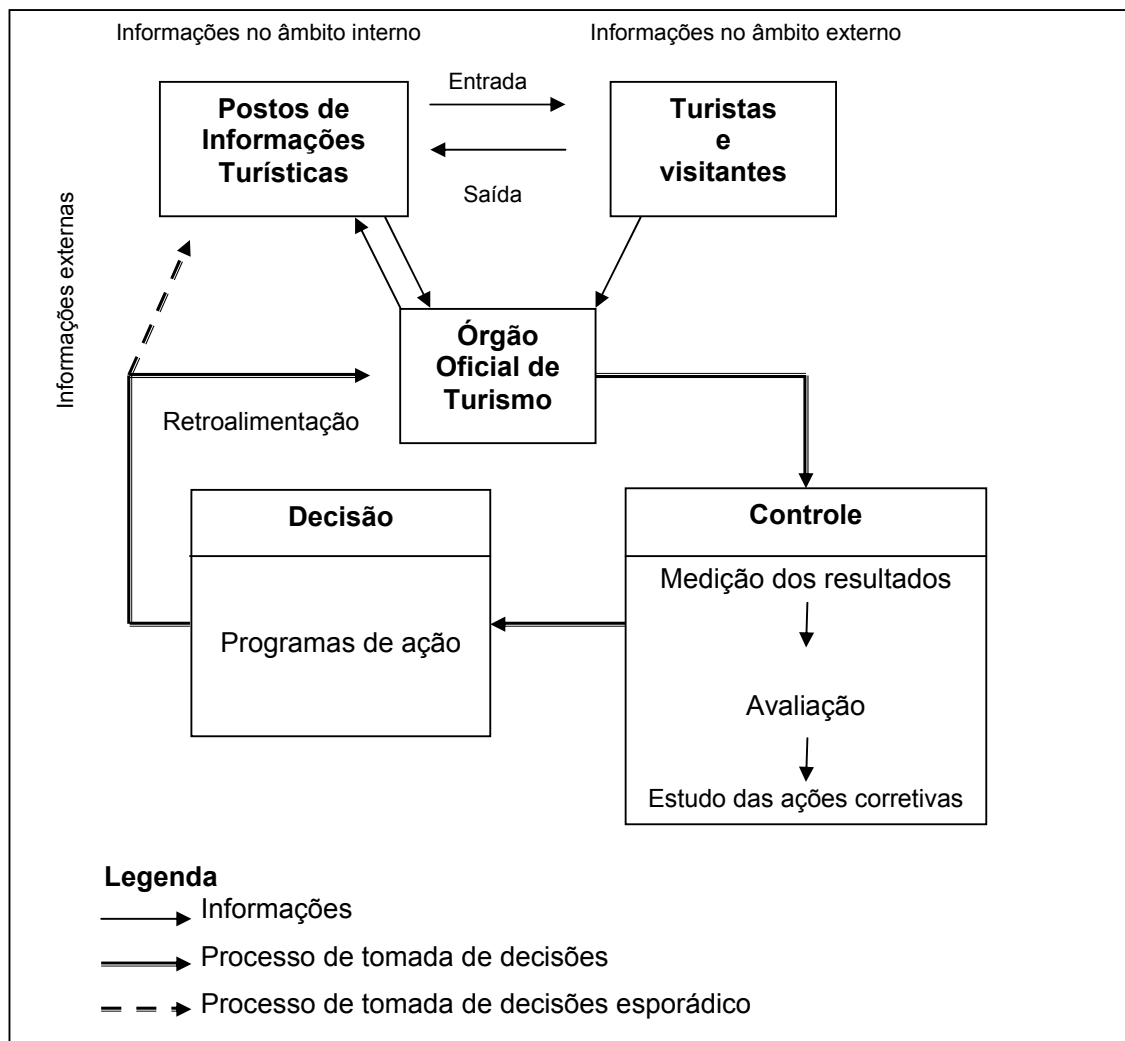 Informações no âmbito interno
Informações no âmbito externo
Postos de
Informações
Turísticas
Entrada
Saída
Turistas
e
visitantes
Informações externas
Órgão
Oficial de
Turismo
Retroalimentação
Decisão
Programas de ação
Controle
Medição dos resultados
Avaliação
Estudo das ações corretivas
Legenda
Informações
Processo de tomada de decisões
Processo de tomada de decisões esporádico